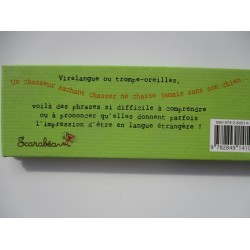 Virelangue ou trompe-oreilles,
Un chasseur sachant chasser ne chasse jamais sans son chien
voilà des phrases si difficile à comprendre
ou à prononcer qu'elles donnent parfois
l'impression d'être en langue étrangère !
Scarabéa